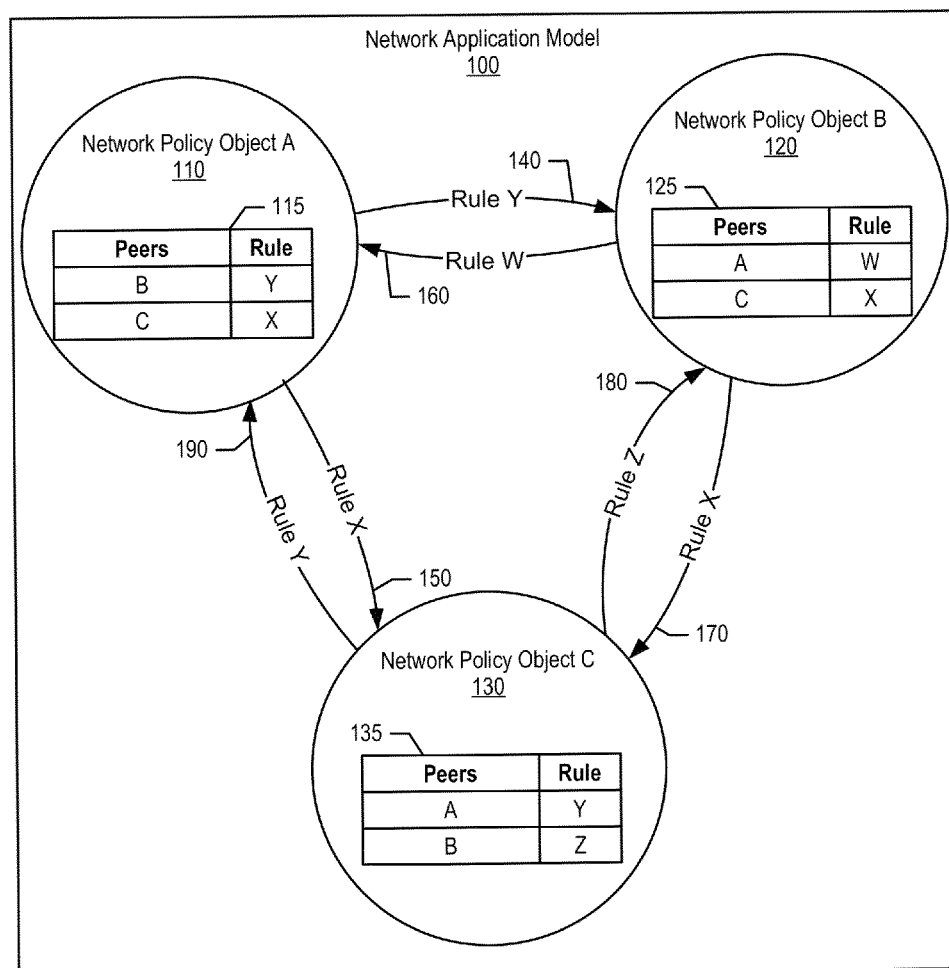 Network Application Model
100
Network Policy Object A
110
115
Peers Rule
B Y
C X
Network Policy Object B
120
125
Peers Rule
A W
C X
140
Rule Y
Rule W
160
180
190
Rule Y
Rule X
150
Rule Z
Rule X
170
Network Policy Object C
130
135
Peers Rule
A Y
B Z